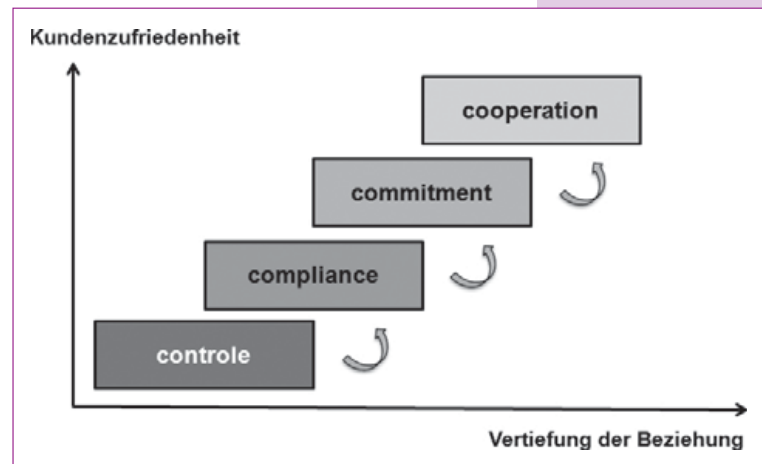 Kundenzufriedenheit
cooperation
commitment
compliance
controle
Vertiefung der Beziehung